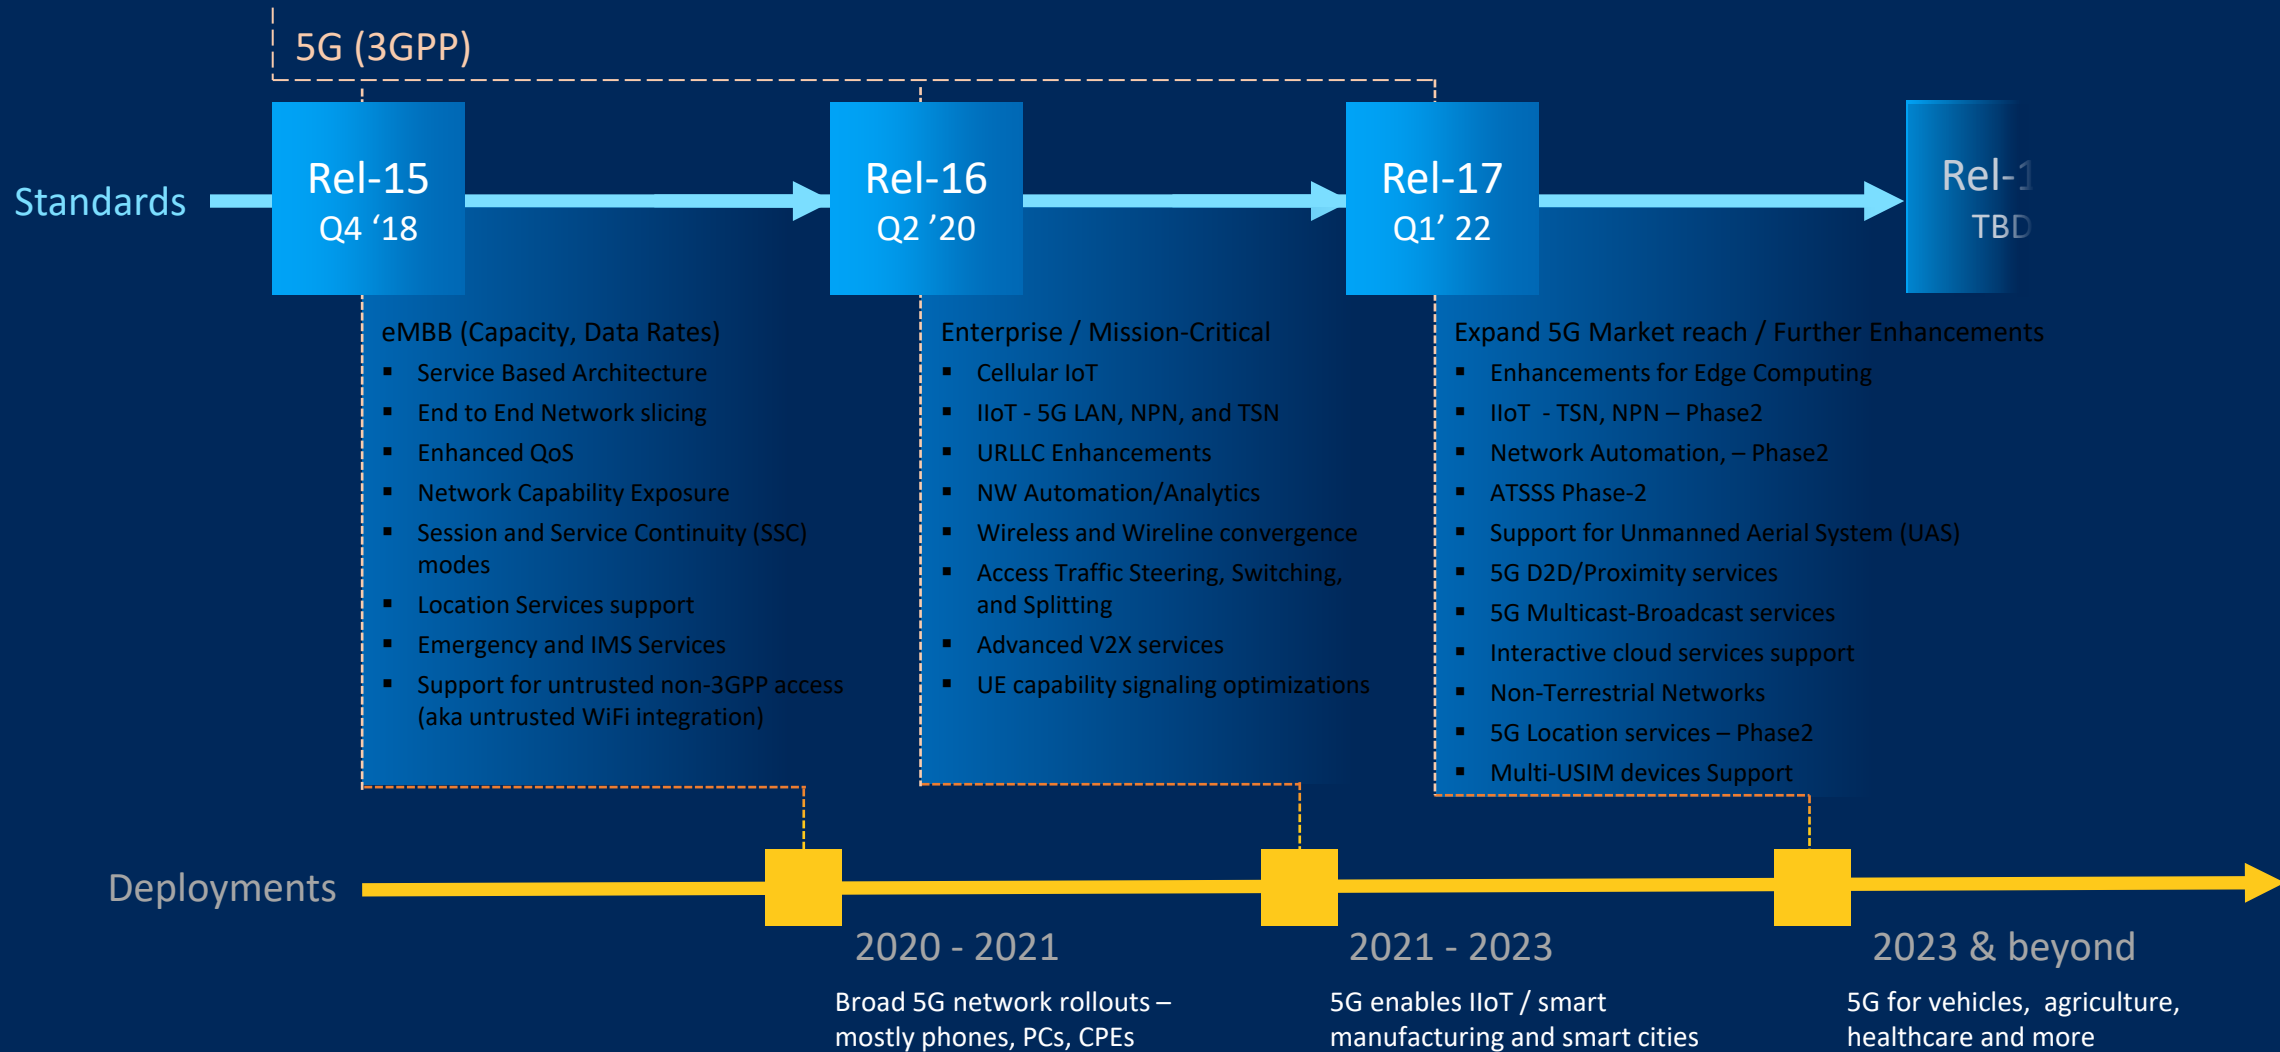 5G (3GPP)
Standards
Rel-15
Q4 ‘18
Rel-16
Q2 ’20
Rel-17
Q1’ 22
Rel-1
TBD
eMBB (Capacity, Data Rates)
▪ Service Based Architecture
▪ End to End Network slicing
▪ Enhanced QoS
▪ Network Capability Exposure
▪ Session and Service Continuity (SSC)
modes
▪ Location Services support
▪ Emergency and IMS Services
▪ Support for untrusted non-3GPP access
(aka untrusted WiFi integration)
Enterprise / Mission-Critical
▪ Cellular IoT
▪ IIoT - 5G LAN, NPN, and TSN
▪ URLLC Enhancements
▪ NW Automation/Analytics
▪ Wireless and Wireline convergence
▪ Access Traffic Steering, Switching,
and Splitting
▪ Advanced V2X services
▪ UE capability signaling optimizations
Expand 5G Market reach / Further Enhancements
▪ Enhancements for Edge Computing
▪ IIoT - TSN, NPN – Phase2
▪ Network Automation, – Phase2
▪ ATSSS Phase-2
▪ Support for Unmanned Aerial System (UAS)
▪ 5G D2D/Proximity services
▪ 5G Multicast-Broadcast services
▪ Interactive cloud services support
▪ Non-Terrestrial Networks
▪ 5G Location services – Phase2
▪ Multi-USIM devices Support
Deployments
2020 - 2021
Broad 5G network rollouts –
mostly phones, PCs, CPEs
2021 - 2023
5G enables IIoT / smart
manufacturing and smart cities
2023 & beyond
5G for vehicles, agriculture,
healthcare and more